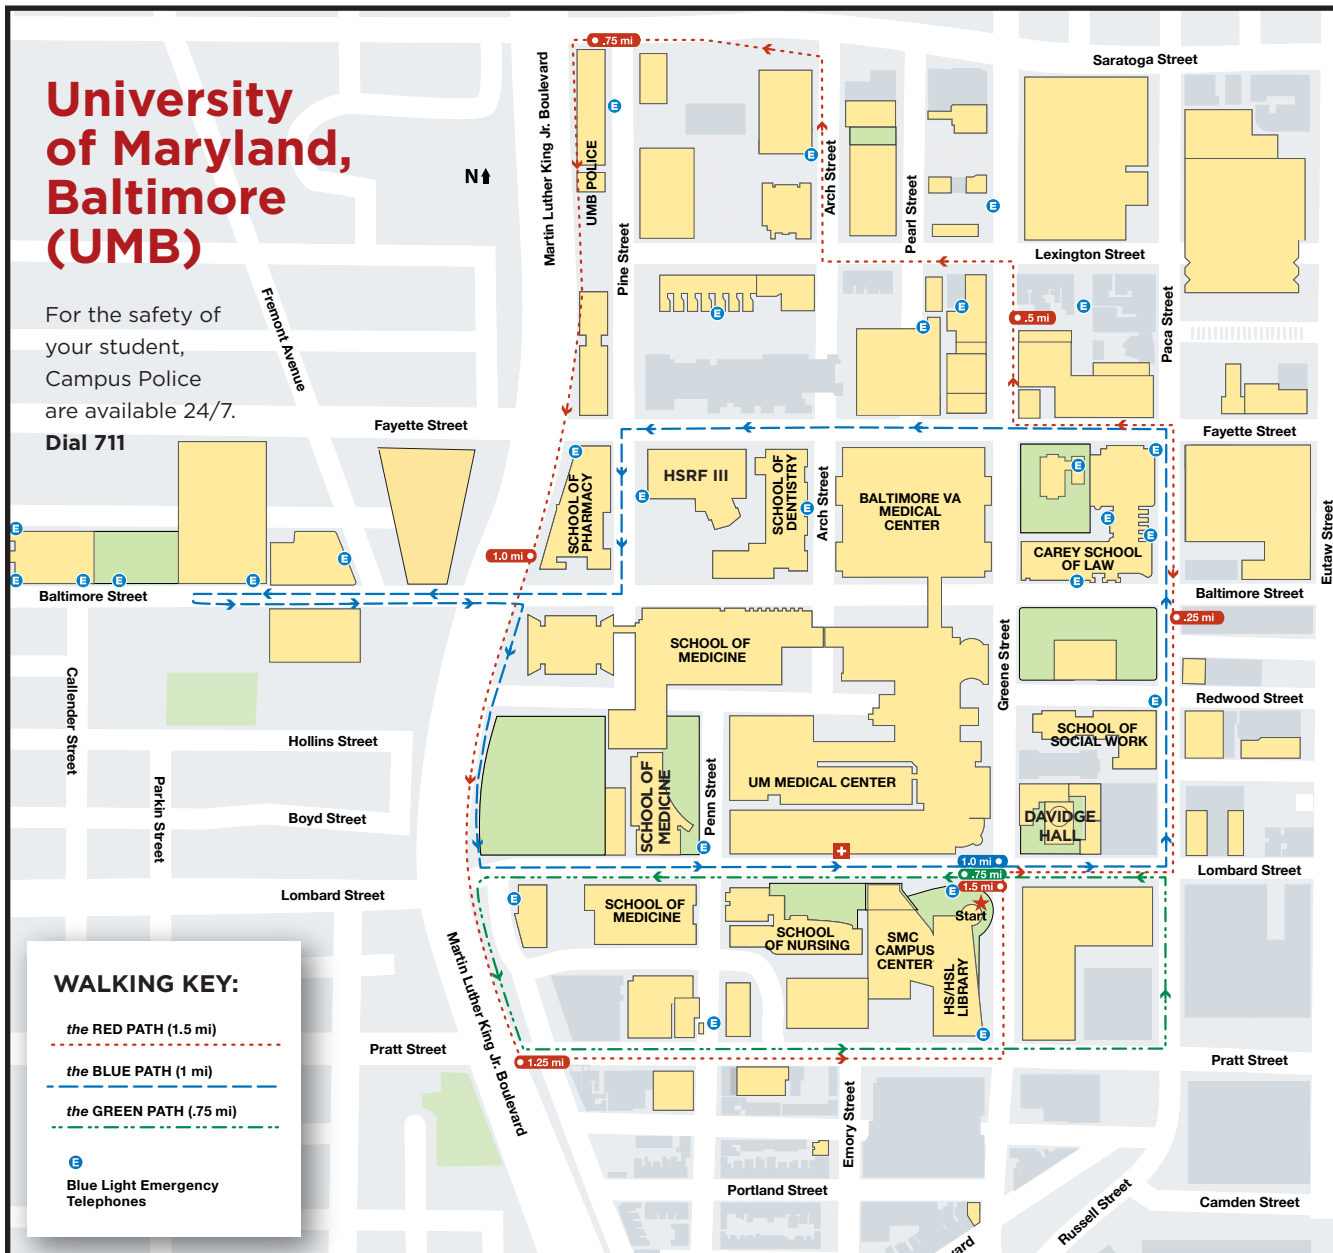 University
of Maryland,
Baltimore
(UMB)
For the safety of
your student,
Campus Police
are available 24/7.
Dial 711
N
.75 mi
Saratoga Street
Martin Luther King Jr. Boulevard
UMB POLICE
Pine Street
Arch Street
Pearl Street
Lexington Street
Paca Street
.5 mi
Fremont Avenue
Fayette Street
Fayette Street
SCHOOL OF
PHARMACY
HSRF III
SCHOOL OF
DENTISTRY
Arch Street
BALTIMORE VA
MEDICAL
CENTER
CAREY SCHOOL
OF LAW
Eutaw Street
1.0 mi
Baltimore Street
Baltimore Street
.25 mi
Greene Street
SCHOOL OF
MEDICINE
Redwood Street
Callender Street
Hollins Street
SCHOOL OF
SOCIAL WORK
Parkin Street
Boyd Street
SCHOOL OF
MEDICINE
Penn Street
UM MEDICAL CENTER
DAVIDGE
HALL
1.0 mi
.75 mi
1.5 mi
Lombard Street
Lombard Street
Start
SCHOOL OF
MEDICINE
SCHOOL
OF NURSING
SMC
CAMPUS
CENTER
HS/HSL
LIBRARY
Martin Luther King Jr. Boulevard
Pratt Street
1.25 mi
Pratt Street
Emory Street
Portland Street
Russell Street
Camden Street
vard
WALKING KEY:
the RED PATH (1.5 mi)
the BLUE PATH (1 mi)
the GREEN PATH (.75 mi)
E
Blue Light Emergency
Telephones